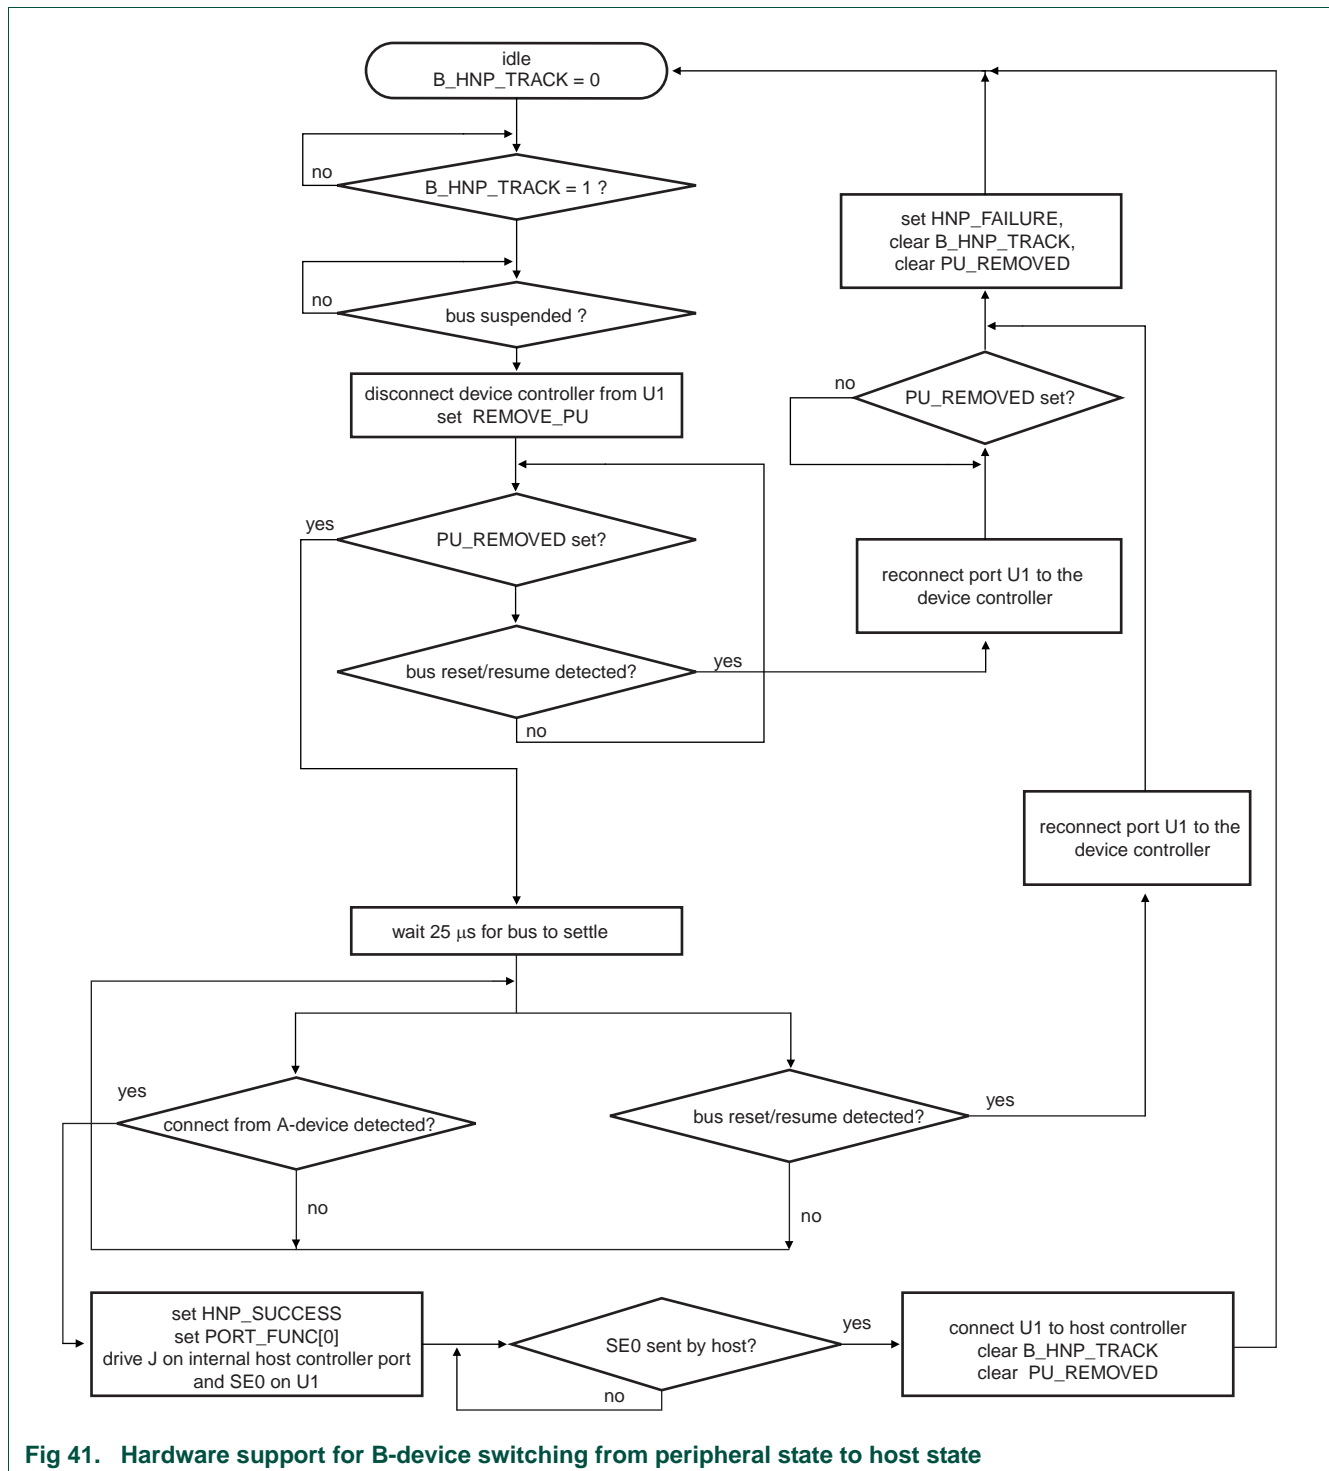 idle
B_HNP_TRACK = 0
no
B_HNP_TRACK = 1 ?
no
bus suspended ?
disconnect device controller from U1
set REMOVE_PU
yes
PU_REMOVED set?
bus reset/resume detected?
yes
no
set HNP_FAILURE,
clear B_HNP_TRACK,
clear PU_REMOVED
no
PU_REMOVED set?
reconnect port U1 to the
device controller
reconnect port U1 to the
device controller
wait 25 μs for bus to settle
yes
connect from A-device detected?
no
bus reset/resume detected?
yes
no
set HNP_SUCCESS
set PORT_FUNC[0]
drive J on internal host controller port
and SE0 on U1
SE0 sent by host?
yes
no
connect U1 to host controller
clear B_HNP_TRACK
clear PU_REMOVED
Fig 41. Hardware support for B-device switching from peripheral state to host state